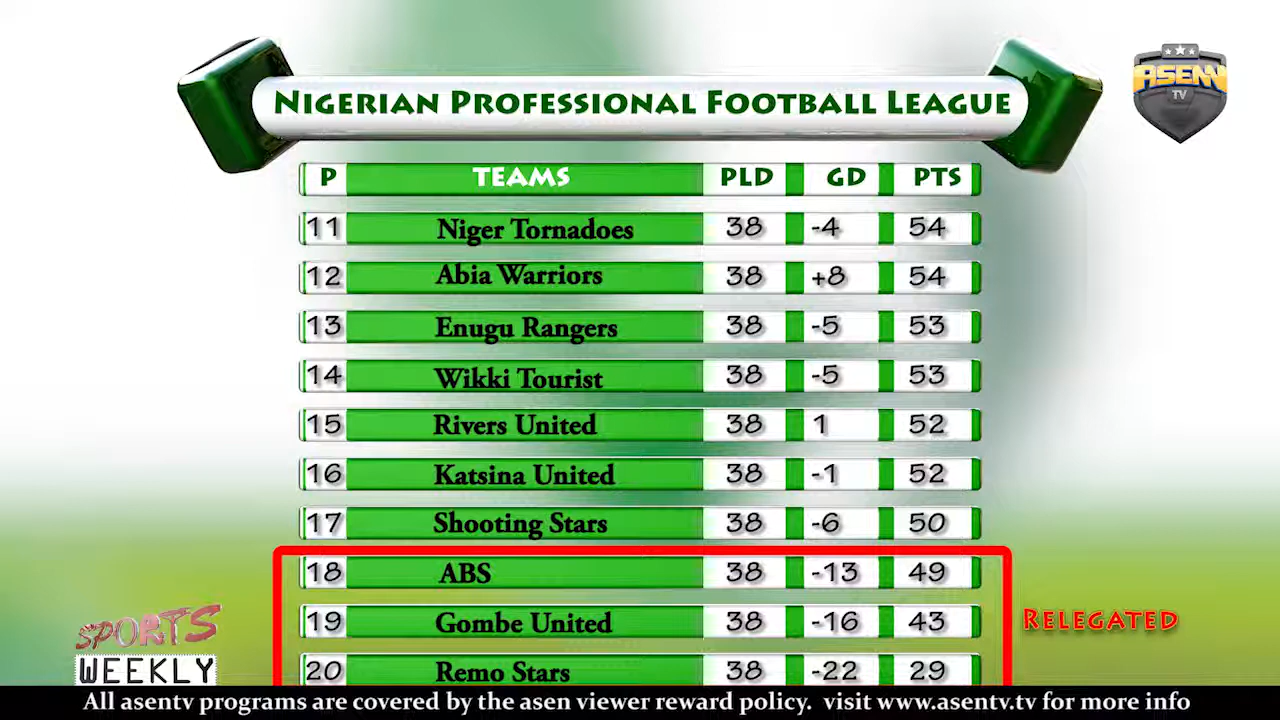 NIGERIAN PROFESSIONAL FOOTBALL LEAGUE
ASENN
TV
P TEAMS PLD GD PTS
11 Niger Tornadoes 38 -4 54
12 Abia Warriors 38 +8 54
13 Enugu Rangers 38 -5 53
14 Wikki Tourist 38 -5 53
15 Rivers United 38 1 52
16 Katsina United 38 -1 52
17 Shooting Stars 38 -6 50
18 ABS 38 -13 49
19 Gombe United 38 -16 43
RELEGATED
20 Remo Stars 38 -22 29
SPORTS
WEEKLY
All asentv programs are covered by the asen viewer reward policy. visit www.asentv.tv for more info